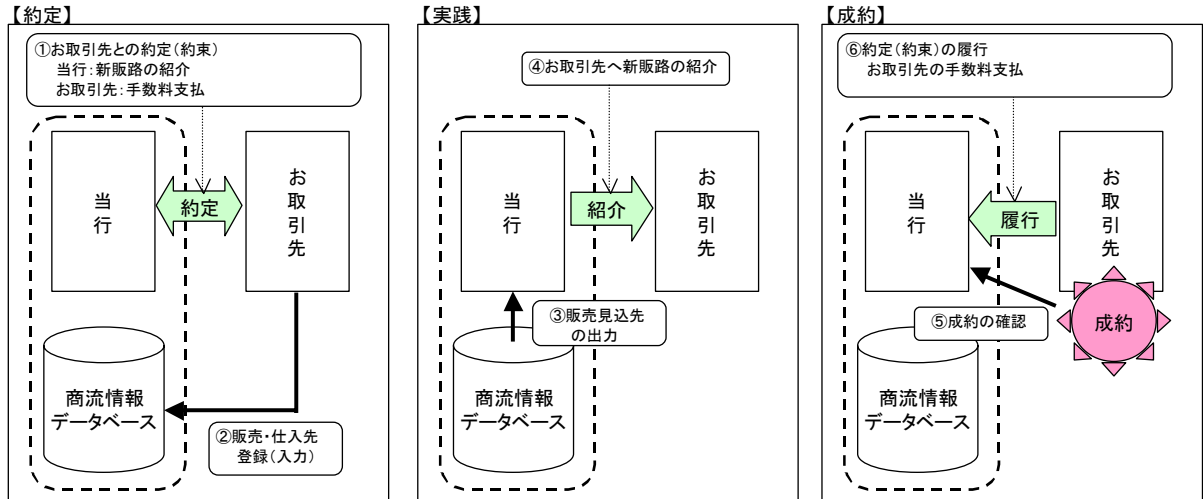 【約定】
①お取引先との約定(約束)
当行:新販路の紹介
お取引先:手数料支払
当行
約定
お取引先
商流情報
データベース
②販売・仕入先
登録(入力)
【実践】
④お取引先へ新販路の紹介
当行
紹介
お取引先
③販売見込先
の出力
商流情報
データベース
【成約】
⑥約定(約束)の履行
お取引先の手数料支払
当行
履行
お取引先
⑤成約の確認
成約
商流情報
データベース